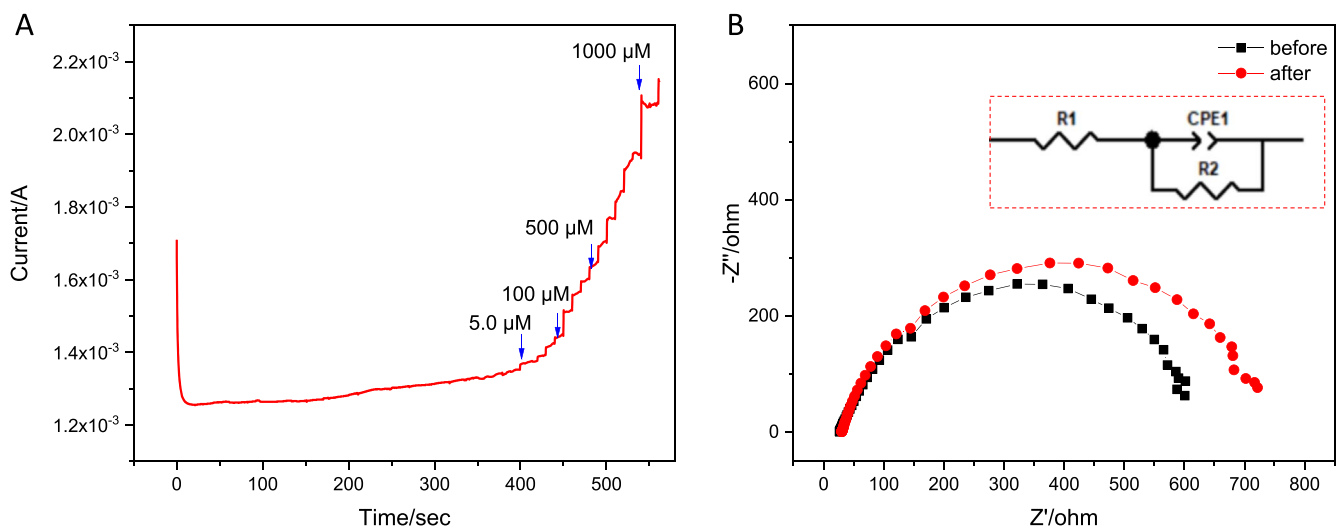 A
2.2x10⁻³
2.0x10⁻³
1.8x10⁻³
1.6x10⁻³
1.4x10⁻³
1.2x10⁻³
Current/A
1000 µM
500 µM
100 µM
5.0 µM
0 100 200 300 400 500
Time/sec
B
before
after
R1
CPE1
R2
600
400
200
0
-Z''/ohm
0 100 200 300 400 500 600 700 800
Z'/ohm